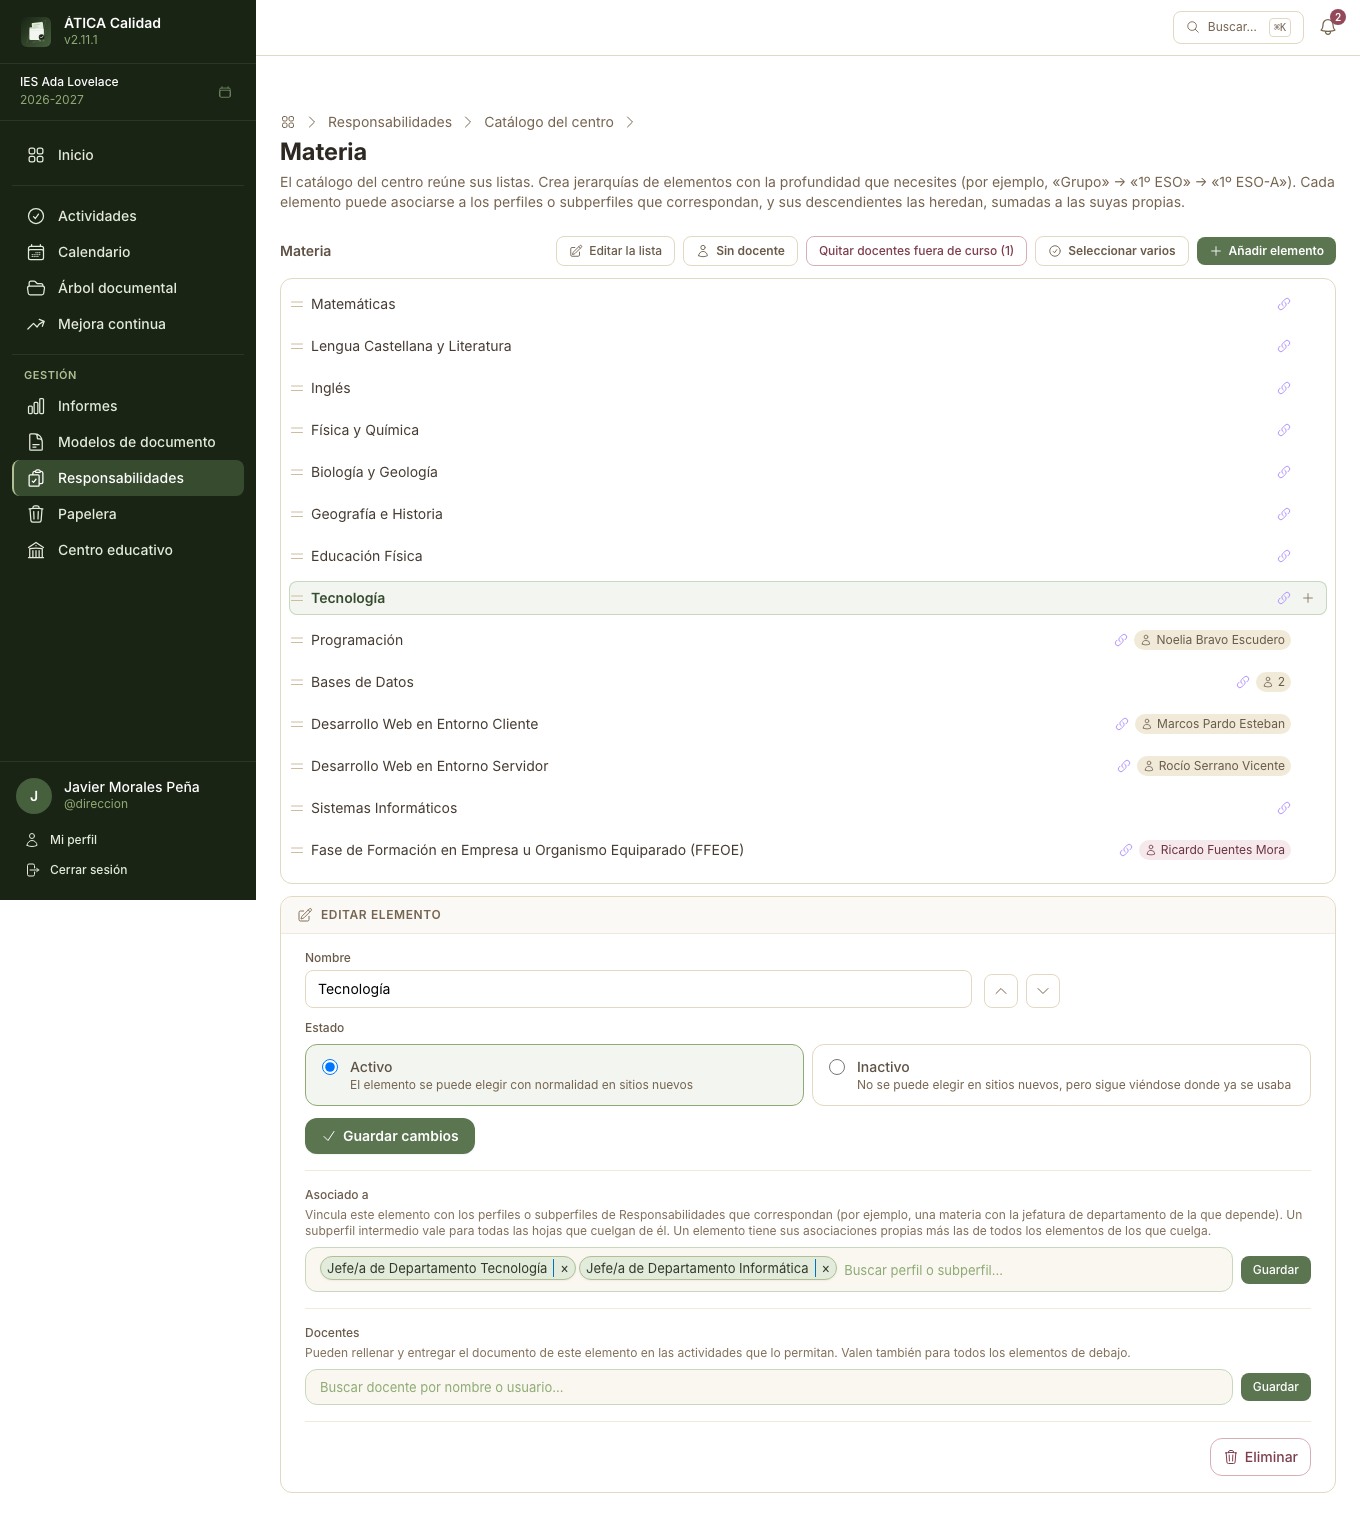 ÁTICA Calidad
v2.11.1
IES Ada Lovelace
2026-2027
Inicio
Actividades
Calendario
Árbol documental
Mejora continua
GESTIÓN
Informes
Modelos de documento
Responsabilidades
Papelera
Centro educativo
J
Javier Morales Peña
@direccion
Mi perfil
Cerrar sesión
Buscar... ⌘K
2
Responsabilidades > Catálogo del centro >
Materia
El catálogo del centro reúne sus listas. Crea jerarquías de elementos con la profundidad que necesites (por ejemplo, «Grupo» → «1º ESO» → «1º ESO-A»). Cada
elemento puede asociarse a los perfiles o subperfiles que correspondan, y sus descendientes las heredan, sumadas a las suyas propias.
Materia Editar la lista Sin docente Quitar docentes fuera de curso (1) Seleccionar varios + Añadir elemento
Matemáticas
Lengua Castellana y Literatura
Inglés
Física y Química
Biología y Geología
Geografía e Historia
Educación Física
Tecnología
Programación Noelia Bravo Escudero
Bases de Datos 2
Desarrollo Web en Entorno Cliente Marcos Pardo Esteban
Desarrollo Web en Entorno Servidor Rocío Serrano Vicente
Sistemas Informáticos
Fase de Formación en Empresa u Organismo Equiparado (FFEOE) Ricardo Fuentes Mora
EDITAR ELEMENTO
Nombre
Tecnología
Estado
Activo
El elemento se puede elegir con normalidad en sitios nuevos
Inactivo
No se puede elegir en sitios nuevos, pero sigue viéndose donde ya se usaba
Guardar cambios
Asociado a
Vincula este elemento con los perfiles o subperfiles de Responsabilidades que correspondan (por ejemplo, una materia con la jefatura de departamento de la que depende). Un
subperfil intermedio vale para todas las hojas que cuelgan de él. Un elemento tiene sus asociaciones propias más las de todos los elementos de los que cuelga.
Jefe/a de Departamento Tecnología | × Jefe/a de Departamento Informática | × Buscar perfil o subperfil... Guardar
Docentes
Pueden rellenar y entregar el documento de este elemento en las actividades que lo permitan. Valen también para todos los elementos de debajo.
Buscar docente por nombre o usuario... Guardar
Eliminar